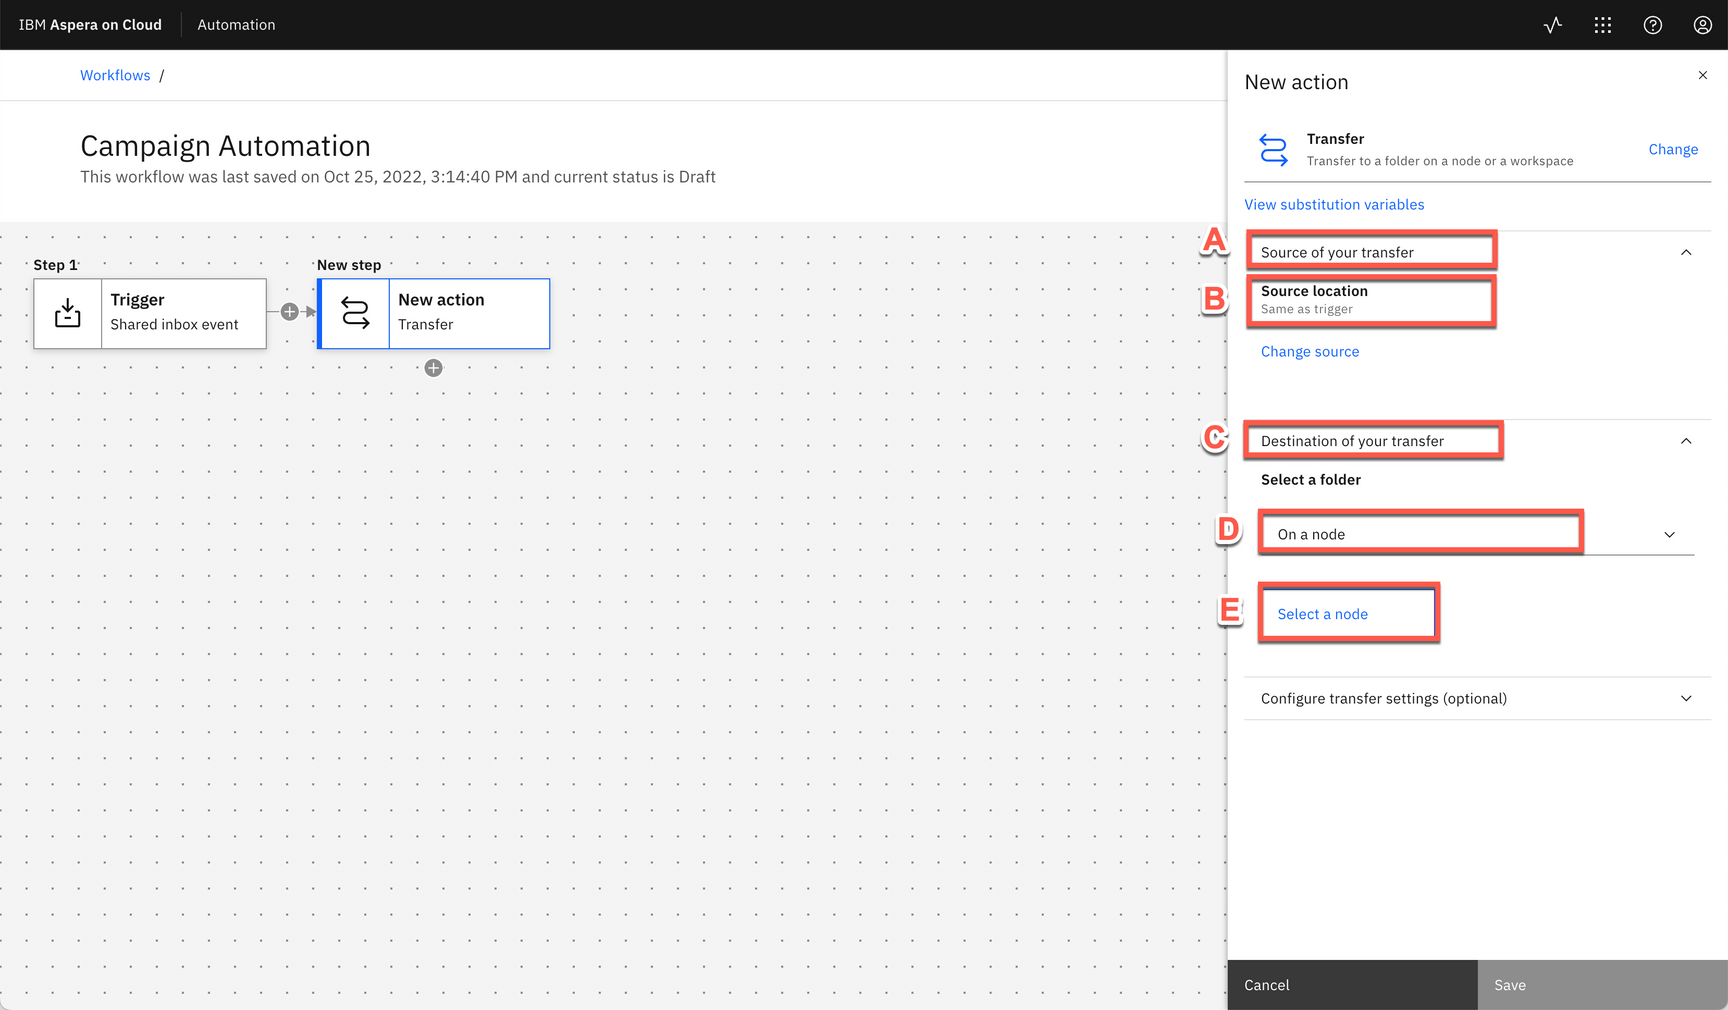 IBM Aspera on Cloud Automation
Workflows /
Campaign Automation
This workflow was last saved on Oct 25, 2022, 3:14:40 PM and current status is Draft
Step 1
Trigger
Shared inbox event
New step
New action
Transfer
New action
Transfer
Transfer to a folder on a node or a workspace
Change
View substitution variables
A
Source of your transfer
B
Source location
Same as trigger
Change source
C
Destination of your transfer
Select a folder
D
On a node
E
Select a node
Configure transfer settings (optional)
Cancel
Save